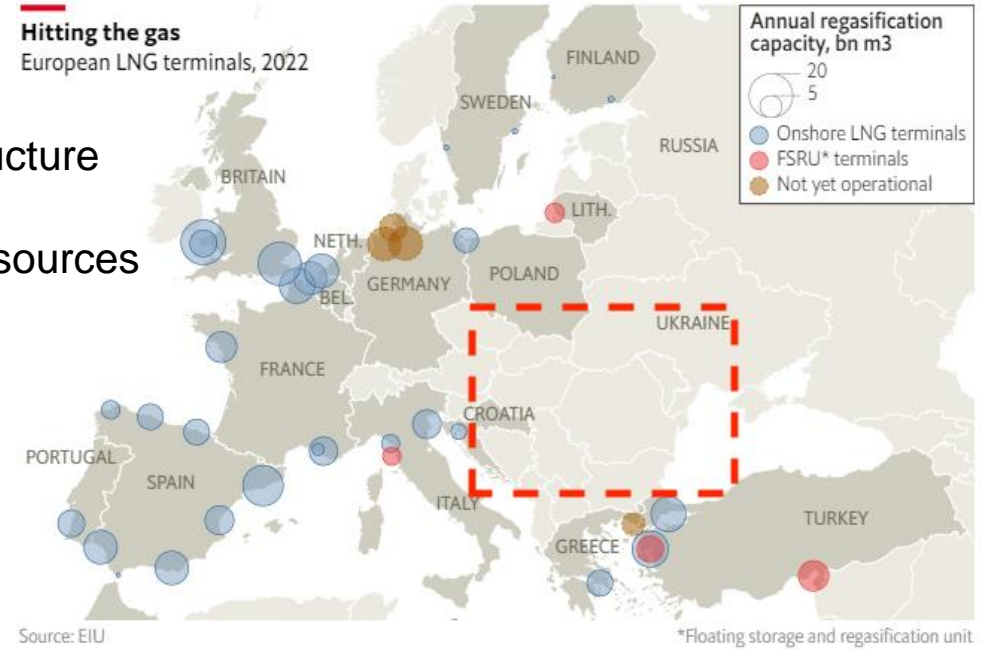 Hitting the gas
European LNG terminals, 2022
ucture
sources
Annual regasification
capacity, bn m3
20
5
Onshore LNG terminals
FSRU* terminals
Not yet operational
FINLAND
SWEDEN
RUSSIA
BRITAIN
LITH.
NETH.
POLAND
GERMANY
BEL.
UKRAINE
FRANCE
CROATIA
PORTUGAL
SPAIN
ITALY
TURKEY
GREECE
Source: EIU
*Floating storage and regasification unit